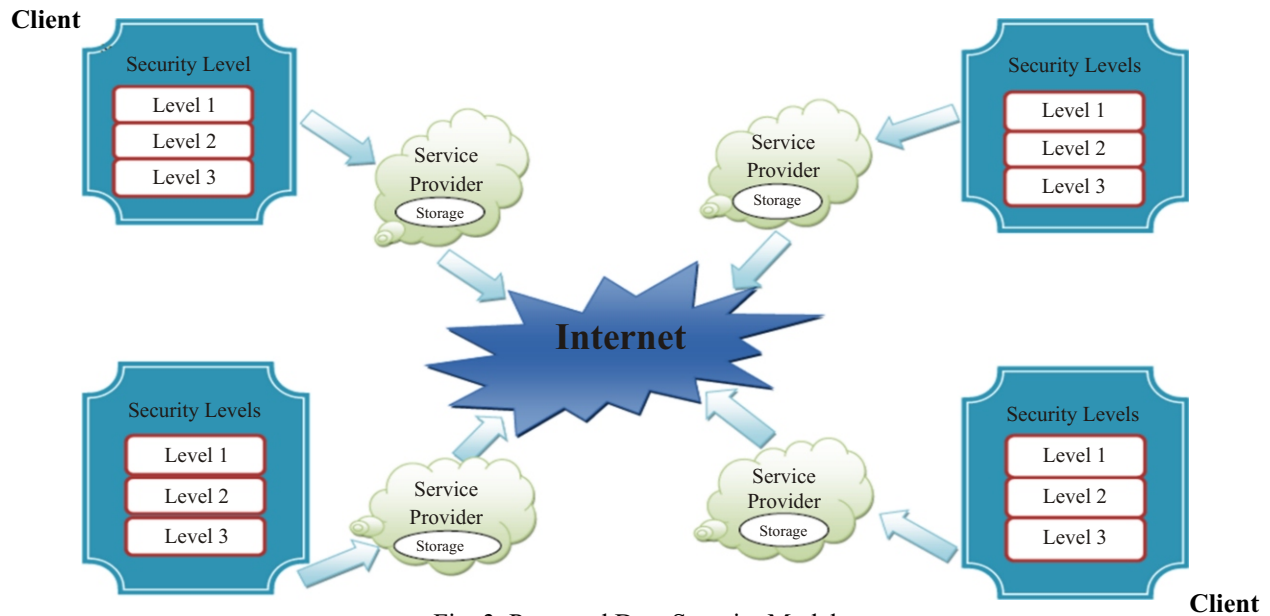 Client
Security Level
Level 1
Level 2
Level 3
Service
Provider
Storage
Service
Provider
Storage
Security Levels
Level 1
Level 2
Level 3
Internet
Security Levels
Level 1
Level 2
Level 3
Service
Provider
Storage
Service
Provider
Storage
Security Levels
Level 1
Level 2
Level 3
Client